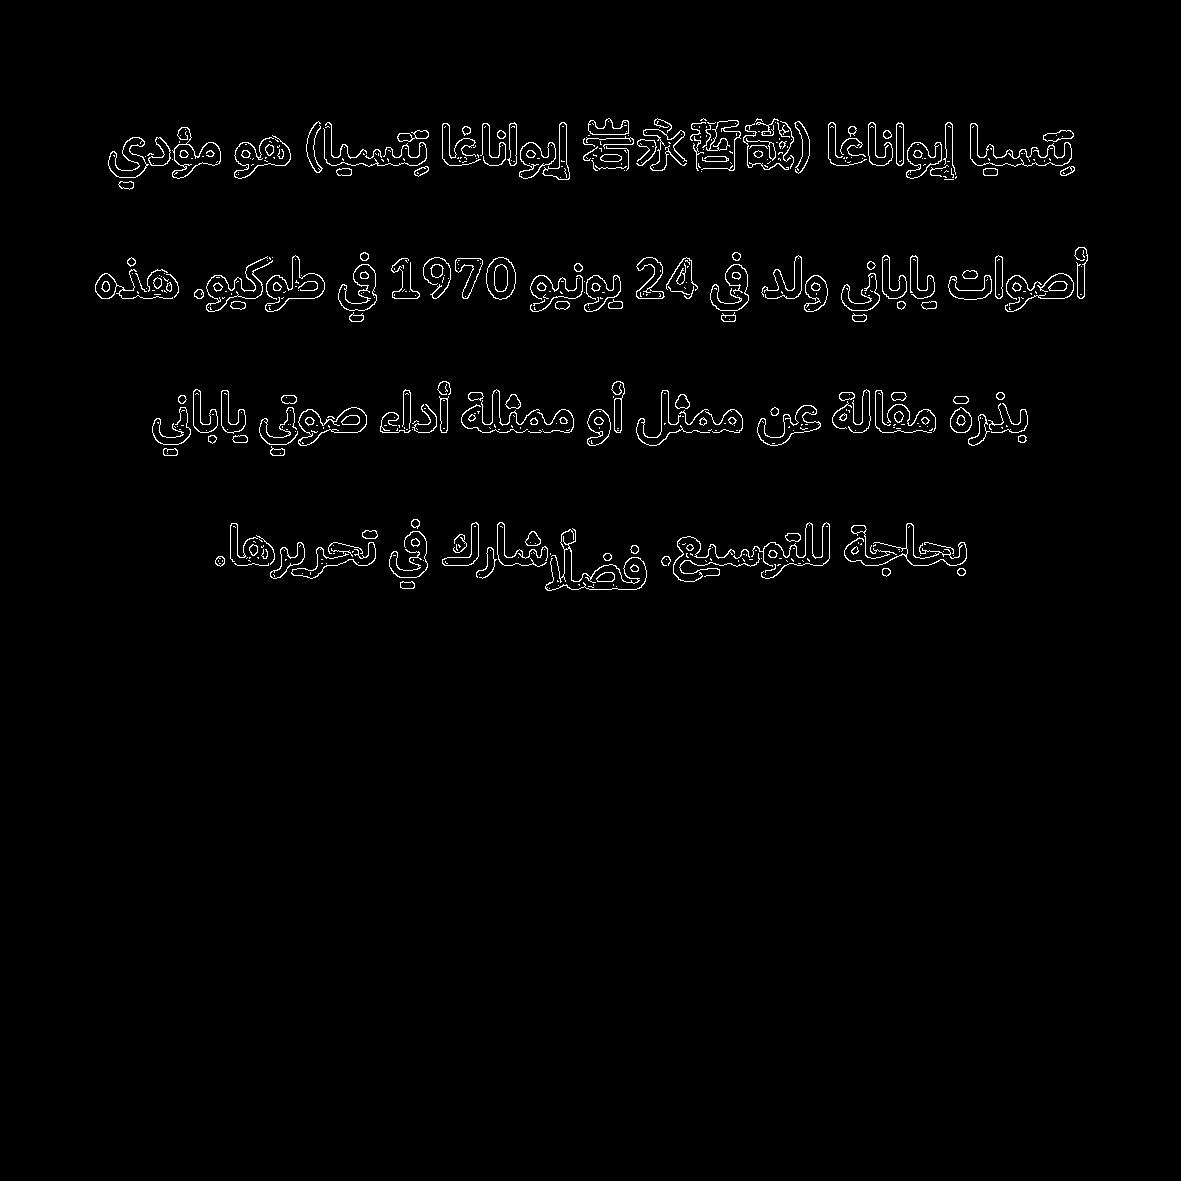 تِتسيا إيواناغا (岩永哲哉 إيواناغا تِتسيا) هو مؤدي
أصوات ياباني ولد في 24 يونيو 1970 في طوكيو. هذه
بذرة مقالة عن ممثل أو ممثلة أداء صوتي ياباني
بحاجة للتوسيع. فضلًا شارك في تحريرها.